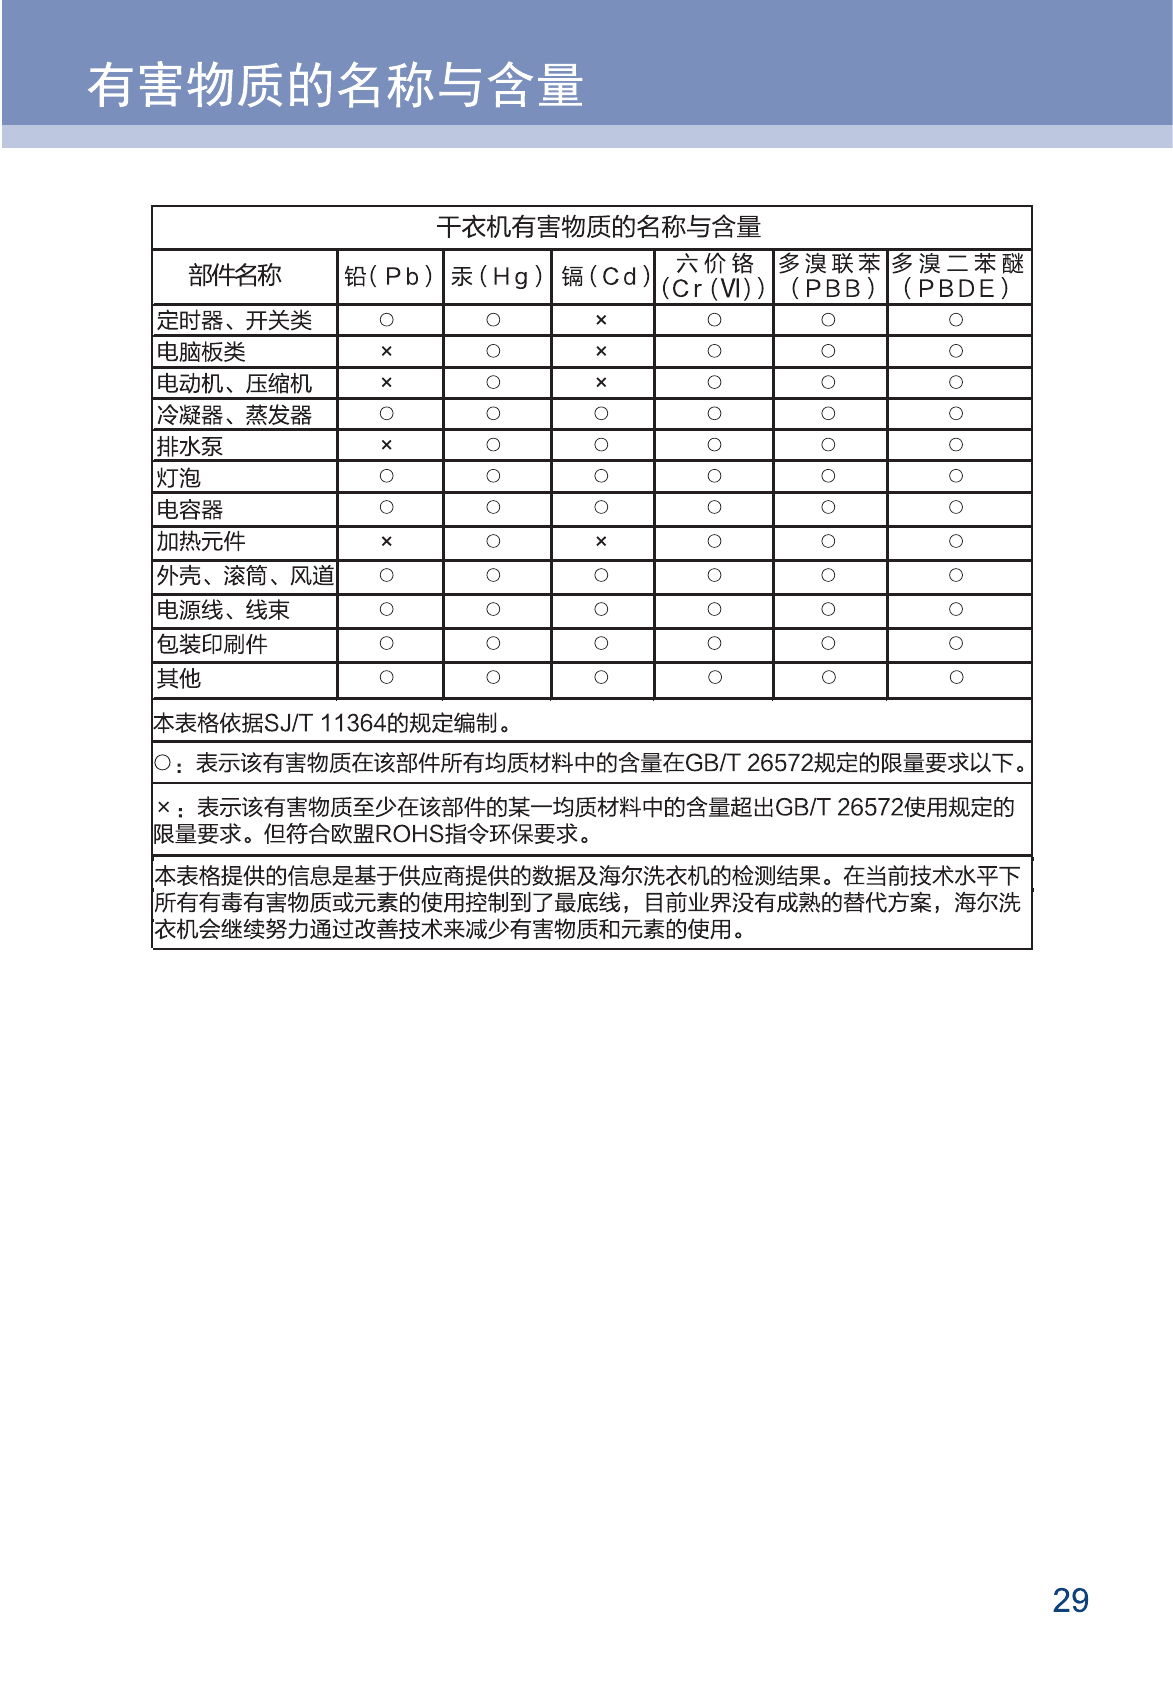 有害物质的名称与含量
干衣机有害物质的名称与含量
部件名称 铅(Pb) 汞(Hg) 镉(Cd) 六价铬(Cr(Ⅵ)) 多溴联苯(PBB) 多溴二苯醚(PBDE)
定时器、开关类 ○ ○ × ○ ○ ○
电脑板类 × ○ × ○ ○ ○
电动机、压缩机 × ○ × ○ ○ ○
冷凝器、蒸发器 ○ ○ ○ ○ ○ ○
排水泵 × ○ ○ ○ ○ ○
灯泡 ○ ○ ○ ○ ○ ○
电容器 ○ ○ ○ ○ ○ ○
加热元件 × ○ × ○ ○ ○
外壳、滚筒、风道 ○ ○ ○ ○ ○ ○
电源线、线束 ○ ○ ○ ○ ○ ○
包装印刷件 ○ ○ ○ ○ ○ ○
其他 ○ ○ ○ ○ ○ ○
本表格依据SJ/T 11364的规定编制。
○：表示该有害物质在该部件所有均质材料中的含量在GB/T 26572规定的限量要求以下。
×：表示该有害物质至少在该部件的某一均质材料中的含量超出GB/T 26572使用规定的
限量要求。但符合欧盟ROHS指令环保要求。
本表格提供的信息是基于供应商提供的数据及海尔洗衣机的检测结果。在当前技术水平下
所有有毒有害物质或元素的使用控制到了最底线，目前业界没有成熟的替代方案，海尔洗
衣机会继续努力通过改善技术来减少有害物质和元素的使用。
29